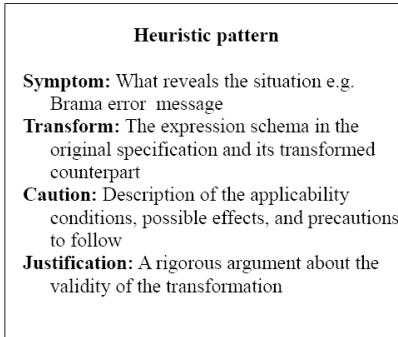 Heuristic pattern
Symptom: What reveals the situation e.g.
Brama error message
Transform: The expression schema in the
original specification and its transformed
counterpart
Caution: Description of the applicability
conditions, possible effects, and precautions
to follow
Justification: A rigorous argument about the
validity of the transformation